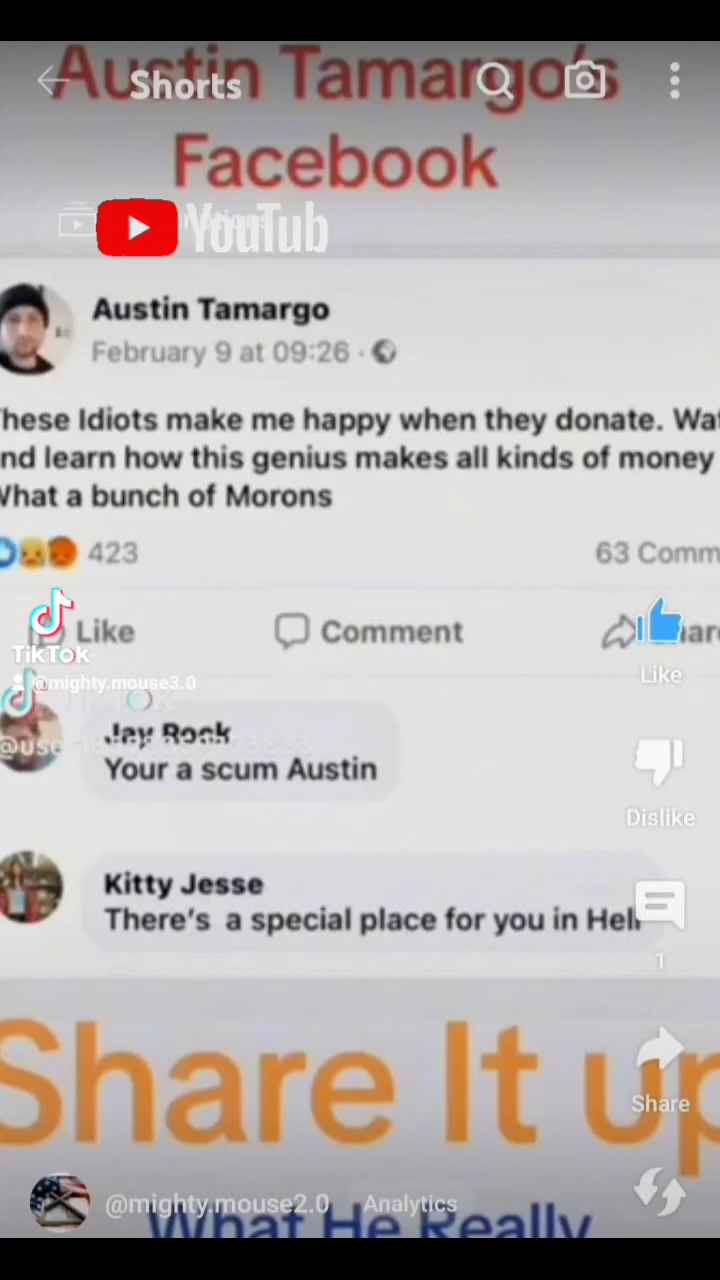 Austin Tamargo's
Shorts
Facebook
YouTub
Austin Tamargo
February 9 at 09:26
hese Idiots make me happy when they donate. Wat
nd learn how this genius makes all kinds of money
What a bunch of Morons
423
63 Comm
Like
Comment
hare
Like
TikTok
@mighty.mouse3.0
Jay Rock
@use
Your a scum Austin
Dislike
Kitty Jesse
There's a special place for you in Hell
1
Share It up
Share
@mighty.mouse2.0
Analytics
What He Really